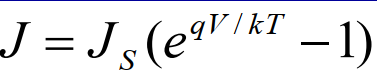 J = J_S (e^{qV / kT} − 1)